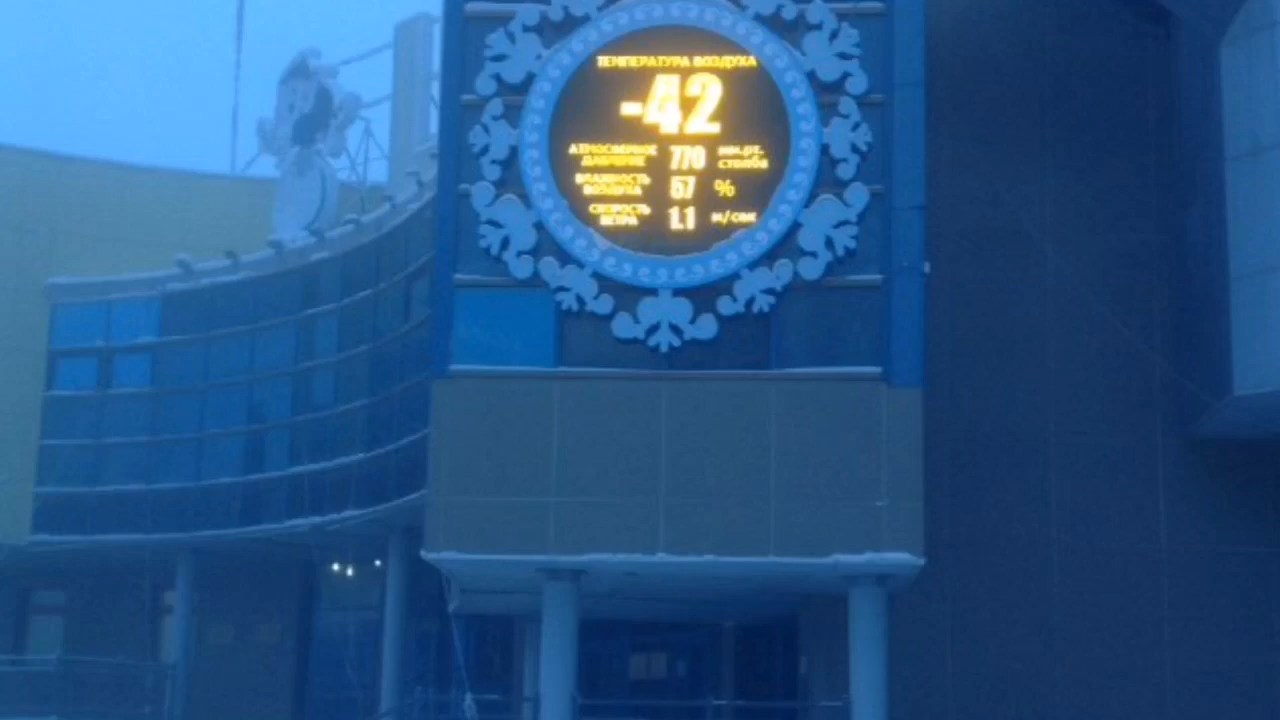 ТЕМПЕРАТУРА ВОЗДУХА
-42
АТМОСФЕРНОЕ
ДАВЛЕНИЕ 770 мм.рт.
столба
ВЛАЖНОСТЬ
ВОЗДУХА 57 %
СКОРОСТЬ
ВЕТРА 1.1 м/сек